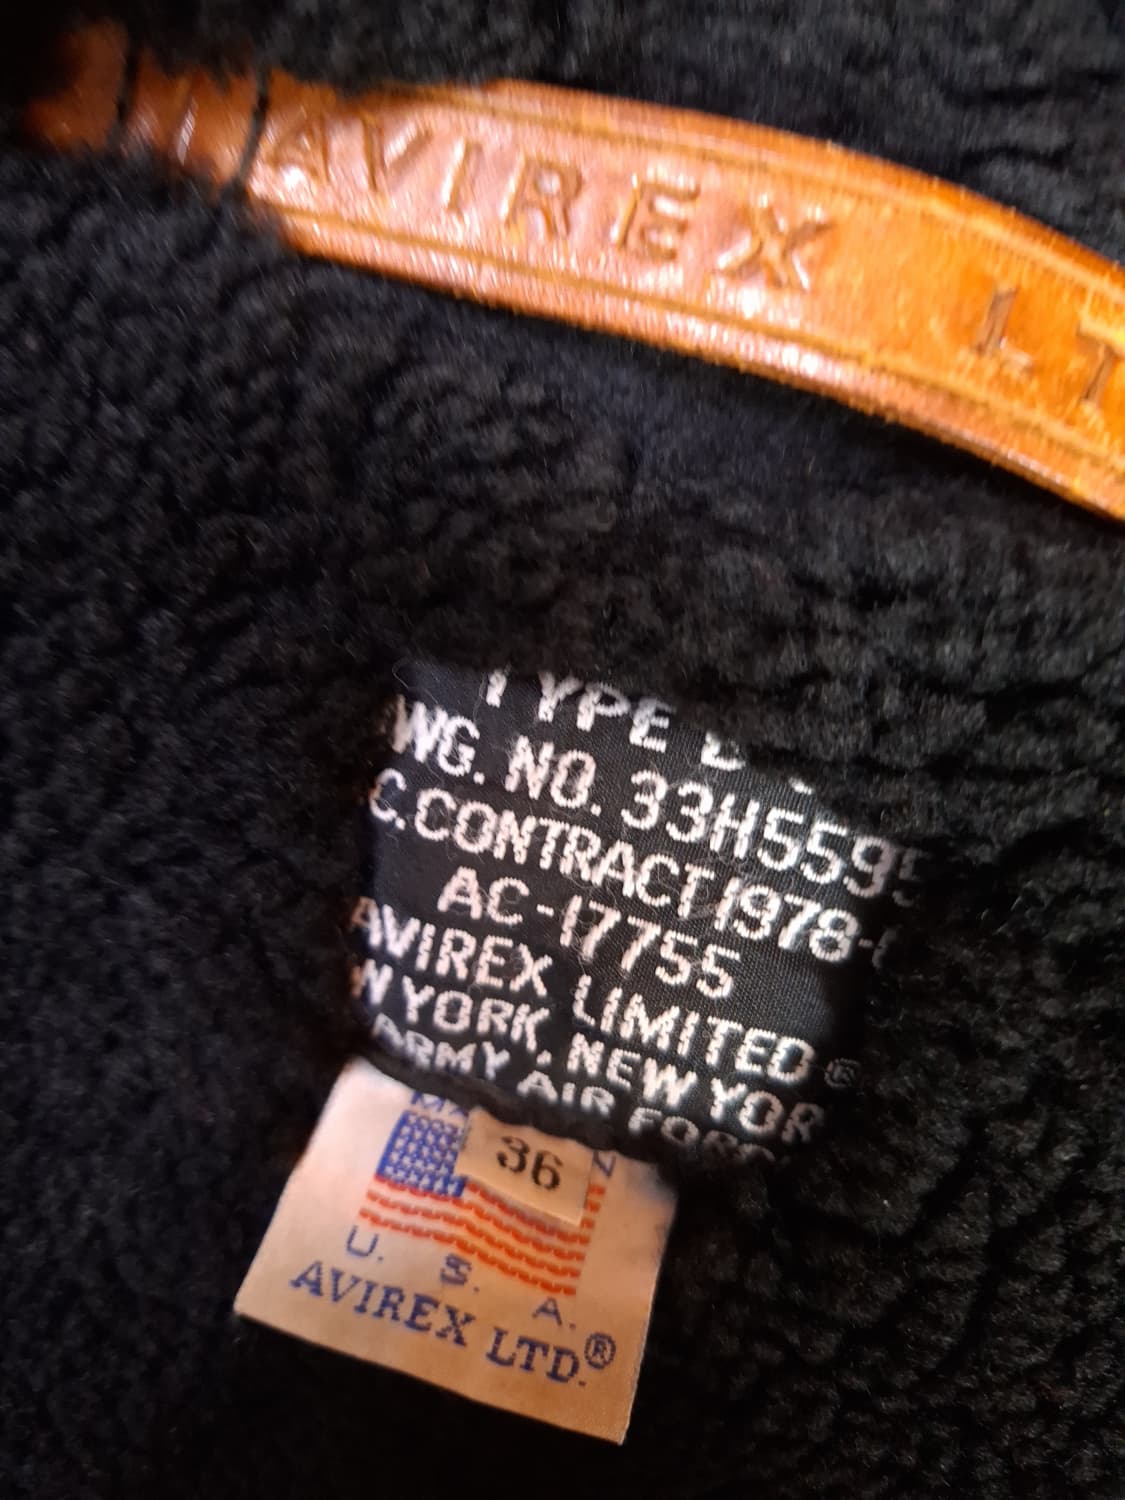 AVIREX LT
TYPE
WG. NO. 33H5595
C. CONTRACT 1978-
AC-17755
AVIREX LIMITED ®
W YORK, NEW YOR
ARMY AIR FORC
36
U. S. A.
AVIREX LTD.®